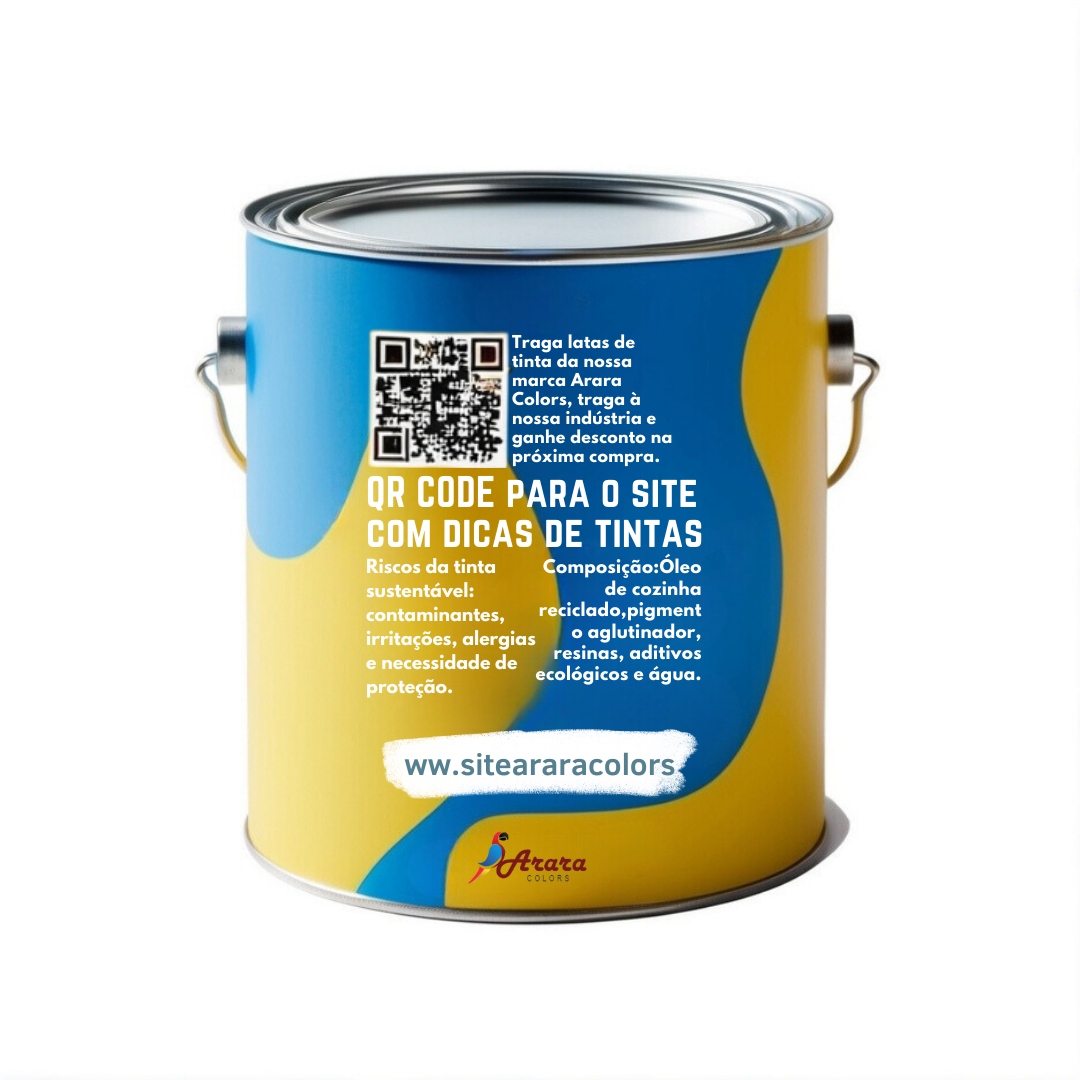 Traga latas de
tinta da nossa
marca Arara
Colors, traga à
nossa indústria e
ganhe desconto na
próxima compra.
QR CODE PARA O SITE
COM DICAS DE TINTAS
Riscos da tinta
sustentável:
contaminantes,
irritações, alergias
e necessidade de
proteção.
Composição:Óleo
de cozinha
reciclado,pigment
o aglutinador,
resinas, aditivos
ecológicos e água.
ww.siteararacolors
Arara
COLORS